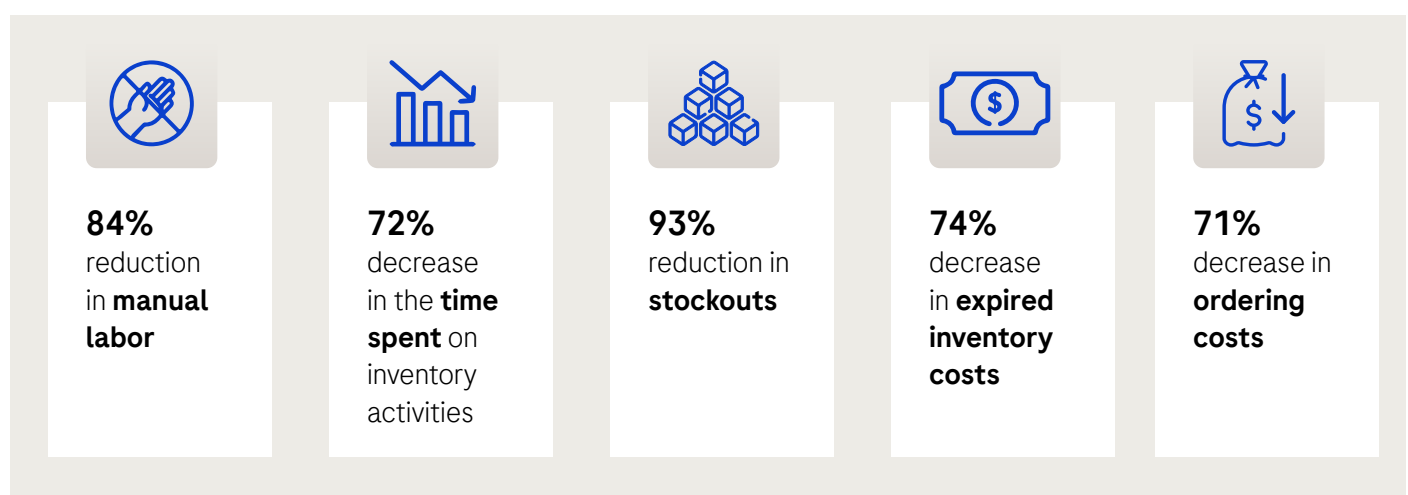 84%
reduction
in manual
labor
72%
decrease
in the time
spent on
inventory
activities
93%
reduction in
stockouts
$
74%
decrease
in expired
inventory
costs
$
71%
decrease in
ordering
costs